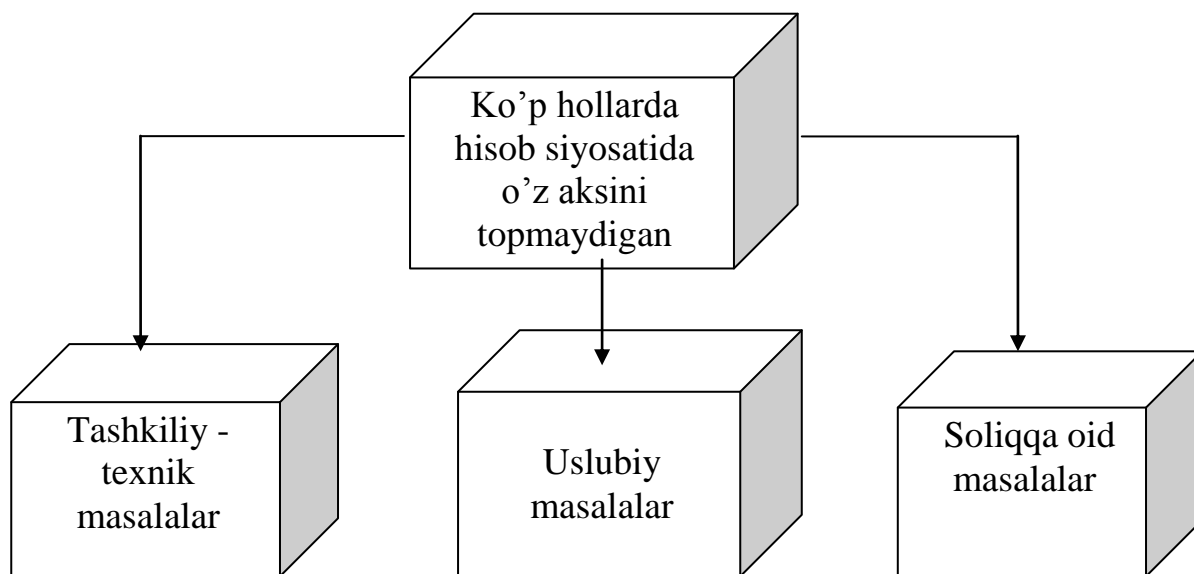 Ko’p hollarda
hisob siyosatida
o’z aksini
topmaydigan
Tashkiliy -
texnik
masalalar
Uslubiy
masalalar
Soliqqa oid
masalalar